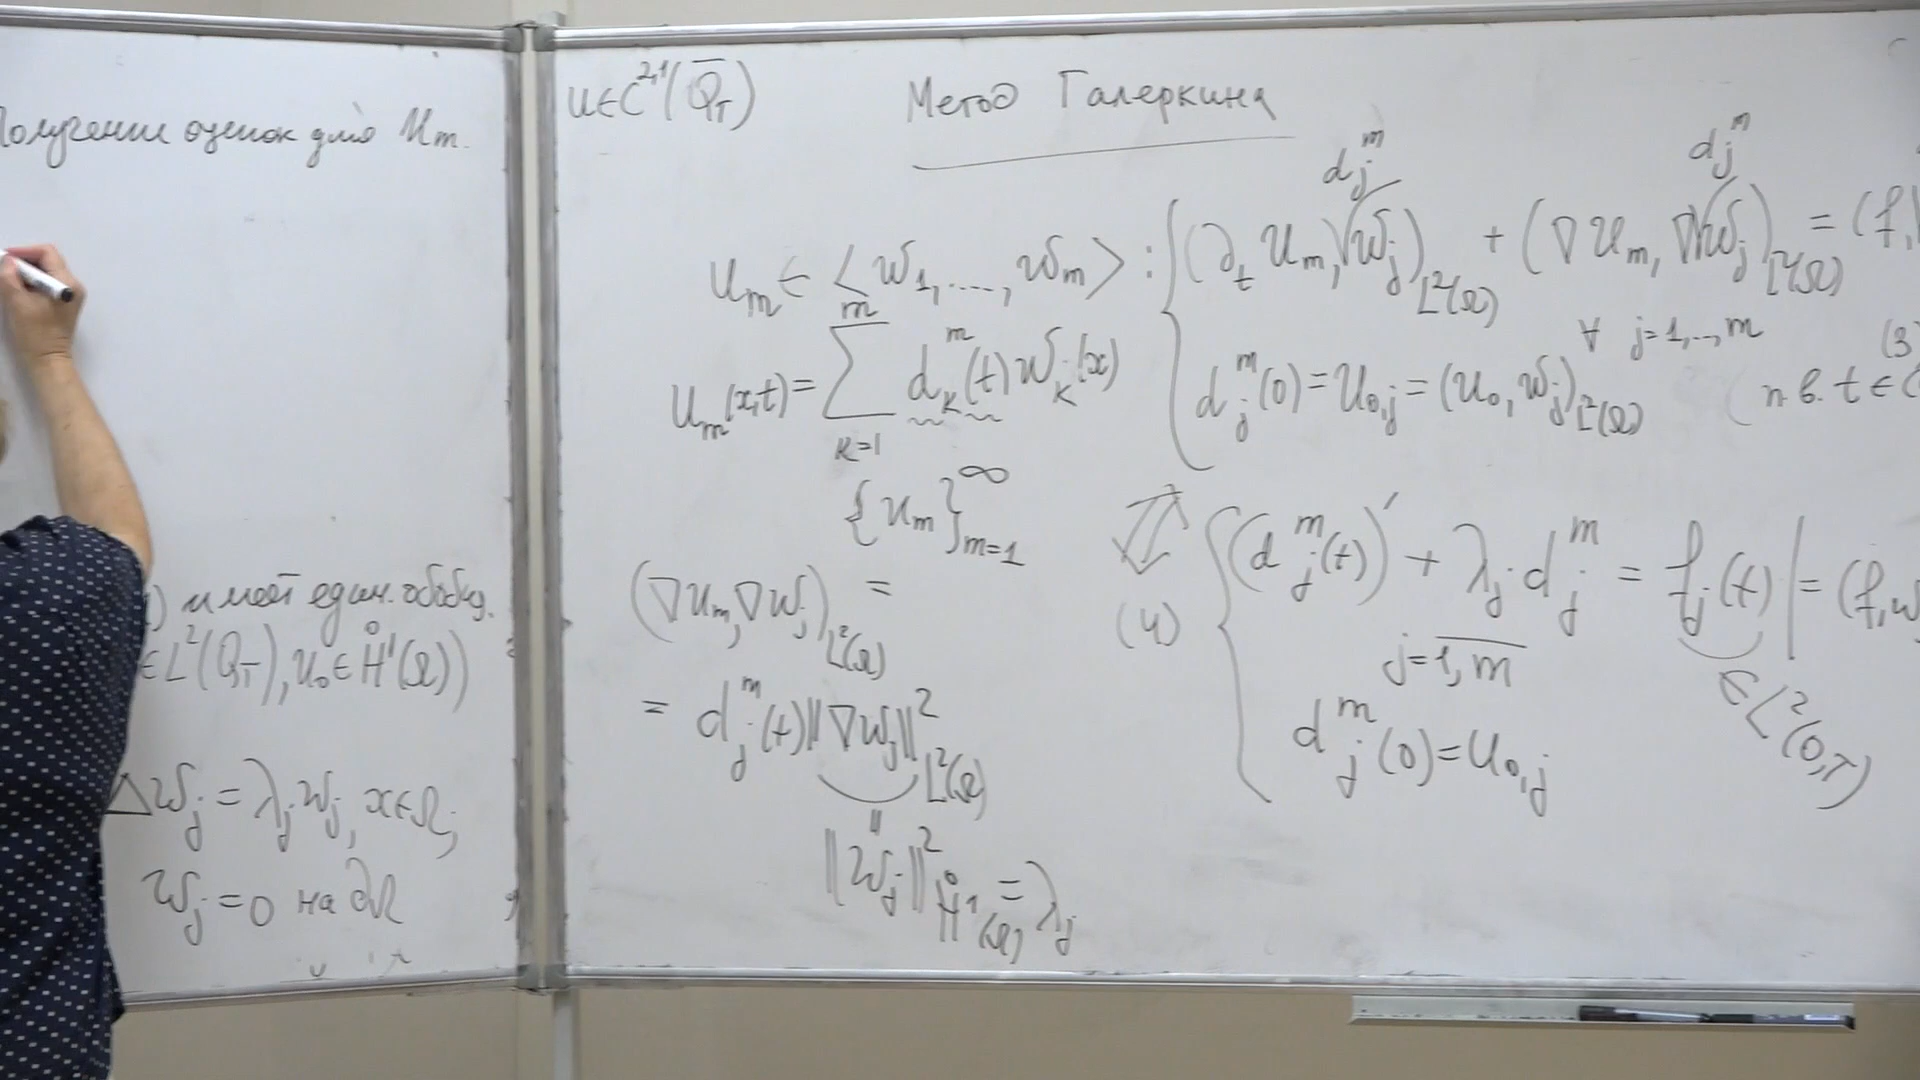 Получение оценок для Um.
) имеет един. обобщ.
∈L²(Q_T), u₀∈H̊¹(Ω))
Δw_j = λ_j w_j, x∈Ω;
w_j = 0 на ∂Ω
u∈C^{2,1}(Q̅_T)
Метод Галеркина
d_j^m d_j^m
u_m ∈ <w_1, ..., w_m> : { (∂_t u_m, w_j)_{L²(Ω)} + (∇u_m, ∇w_j)_{L²(Ω)} = (f,
∀ j=1,..,m (3
u_m(x,t) = ∑_{k=1}^{m} d_k^m(t) w_k(x)
d_j^m(0) = u_{0,j} = (u_0, w_j)_{L²(Ω)} (п.в. t∈(
{u_m}_{m=1}^∞
(∇u_m, ∇w_j)_{L²(Ω)} =
= d_j^m(t) ||∇w_j||²_{L²(Ω)}
||
||w_j||²_{H̊¹(Ω)} = λ_j
(4) { (d_j^m(t))' + λ_j d_j^m = f_j(t) | = (f, w
j = \overline{1,m}
∈ L²(0,T)
d_j^m(0) = u_{0,j}